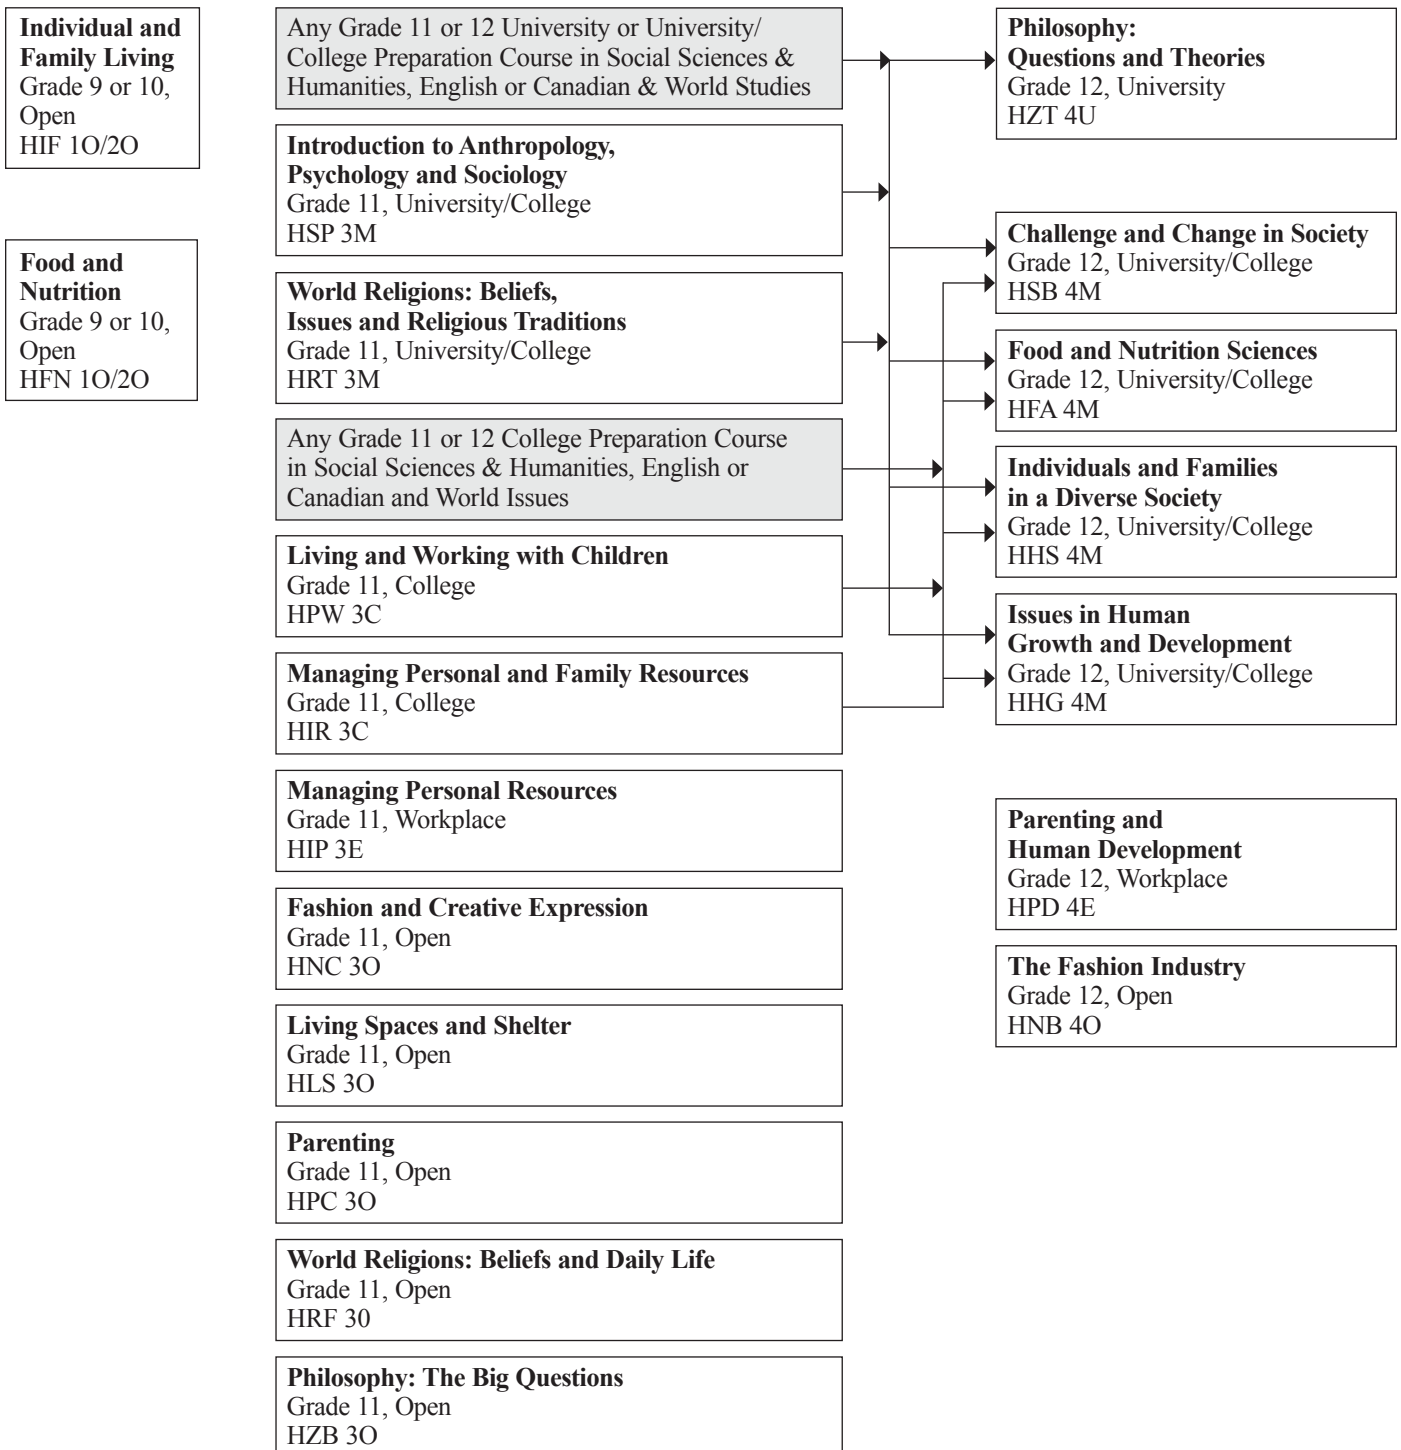 Individual and
Family Living
Grade 9 or 10,
Open
HIF 1O/2O
Food and
Nutrition
Grade 9 or 10,
Open
HFN 1O/2O
Any Grade 11 or 12 University or University/
College Preparation Course in Social Sciences &
Humanities, English or Canadian & World Studies
Introduction to Anthropology,
Psychology and Sociology
Grade 11, University/College
HSP 3M
World Religions: Beliefs,
Issues and Religious Traditions
Grade 11, University/College
HRT 3M
Any Grade 11 or 12 College Preparation Course
in Social Sciences & Humanities, English or
Canadian and World Issues
Living and Working with Children
Grade 11, College
HPW 3C
Managing Personal and Family Resources
Grade 11, College
HIR 3C
Managing Personal Resources
Grade 11, Workplace
HIP 3E
Fashion and Creative Expression
Grade 11, Open
HNC 3O
Living Spaces and Shelter
Grade 11, Open
HLS 3O
Parenting
Grade 11, Open
HPC 3O
World Religions: Beliefs and Daily Life
Grade 11, Open
HRF 30
Philosophy: The Big Questions
Grade 11, Open
HZB 3O
Philosophy:
Questions and Theories
Grade 12, University
HZT 4U
Challenge and Change in Society
Grade 12, University/College
HSB 4M
Food and Nutrition Sciences
Grade 12, University/College
HFA 4M
Individuals and Families
in a Diverse Society
Grade 12, University/College
HHS 4M
Issues in Human
Growth and Development
Grade 12, University/College
HHG 4M
Parenting and
Human Development
Grade 12, Workplace
HPD 4E
The Fashion Industry
Grade 12, Open
HNB 4O